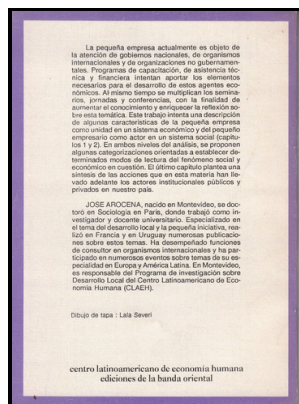 La pequeña empresa actualmente es objeto de
la atención de gobiernos nacionales, de organismos
internacionales y de organizaciones no gubernamen-
tales. Programas de capacitación, de asistencia téc-
nica y financiera intentan aportar los elementos
necesarios para el desarrollo de estos agentes eco-
nómicos. Al mismo tiempo se multiplican los semina-
rios, jornadas y conferencias, con la finalidad de
aumentar el conocimiento y enriquecer la reflexión so-
bre esta temática. Este trabajo intenta una descripción
de algunas características de la pequeña empresa
como unidad en un sistema económico y del pequeño
empresario como actor en un sistema social (capítu-
los 1 y 2). En ambos niveles del análisis, se proponen
algunas categorizaciones orientadas a establecer de-
terminados modos de lectura del fenómeno social y
económico en cuestión. El último capítulo plantea una
síntesis de las acciones que en esta materia han lle-
vado adelante los actores institucionales públicos y
privados en nuestro país.
JOSE AROCENA, nacido en Montevideo, se doc-
toró en Sociología en París, donde trabajó como in-
vestigador y docente universitario. Especializado en
el tema del desarrollo local y la pequeña iniciativa, rea-
lizó en Francia y en Uruguay numerosas publicacio-
nes sobre estos temas. Ha desempeñado funciones
de consultor en organismos internacionales y ha par-
ticipado en numerosos eventos sobre temas de su es-
pecialidad en Europa y América Latina. En Montevideo,
es responsable del Programa de investigación sobre
Desarrollo Local del Centro Latinoamericano de Eco-
nomía Humana (CLAEH).
Dibujo de tapa : Lala Severi
centro latinoamericano de economía humana
ediciones de la banda oriental